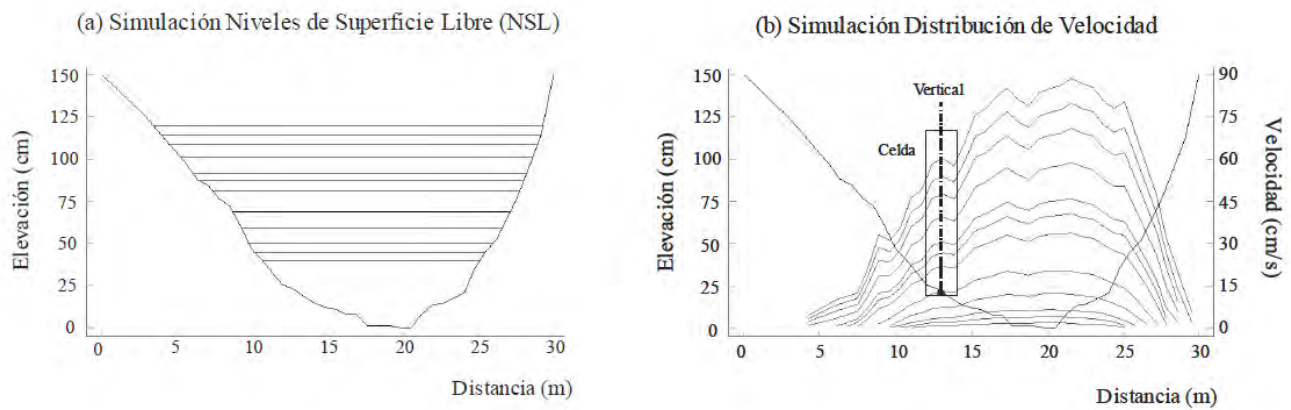 (a) Simulación Niveles de Superficie Libre (NSL)
150
125
100
75
50
25
0
Elevación (cm)
0 5 10 15 20 25 30
Distancia (m)
(b) Simulación Distribución de Velocidad
150
125
100
75
50
25
0
Elevación (cm)
Vertical
Celda
90
75
60
45
30
15
0
Velocidad (cm/s)
0 5 10 15 20 25 30
Distancia (m)